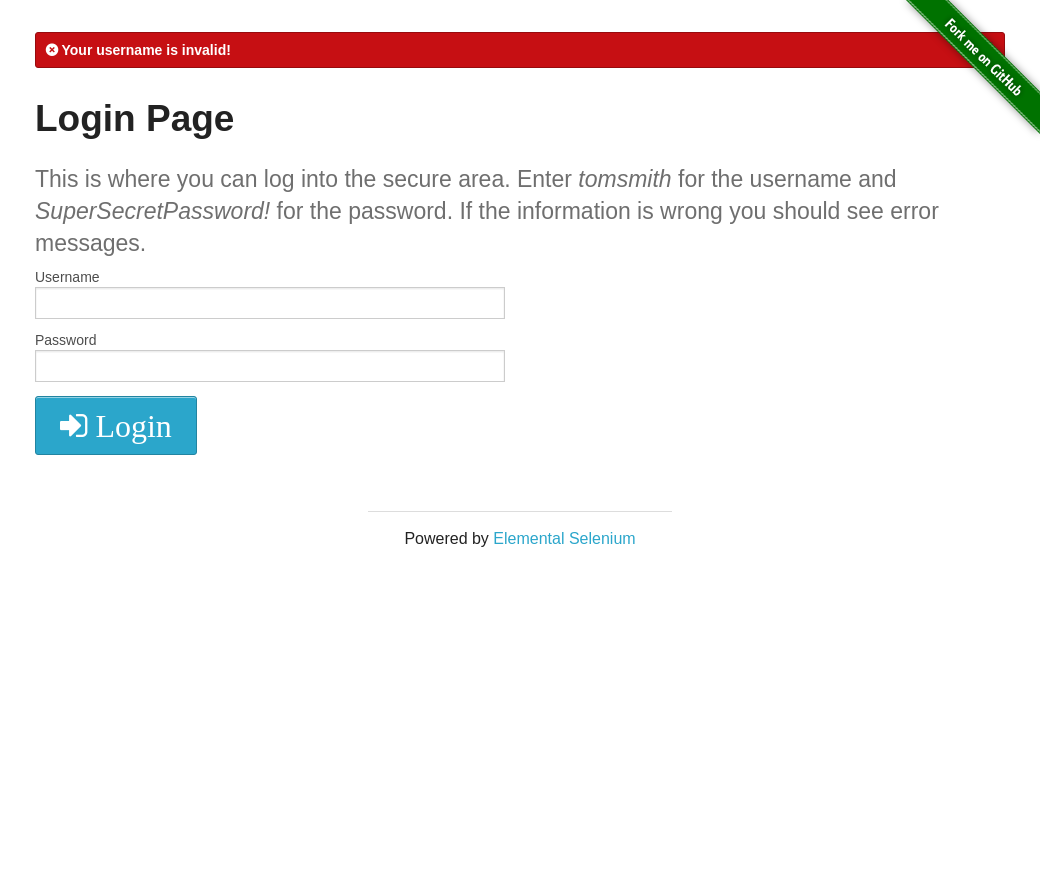 Your username is invalid!
Fork me on GitHub
Login Page
This is where you can log into the secure area. Enter tomsmith for the username and
SuperSecretPassword! for the password. If the information is wrong you should see error
messages.
Username
Password
Login
Powered by Elemental Selenium